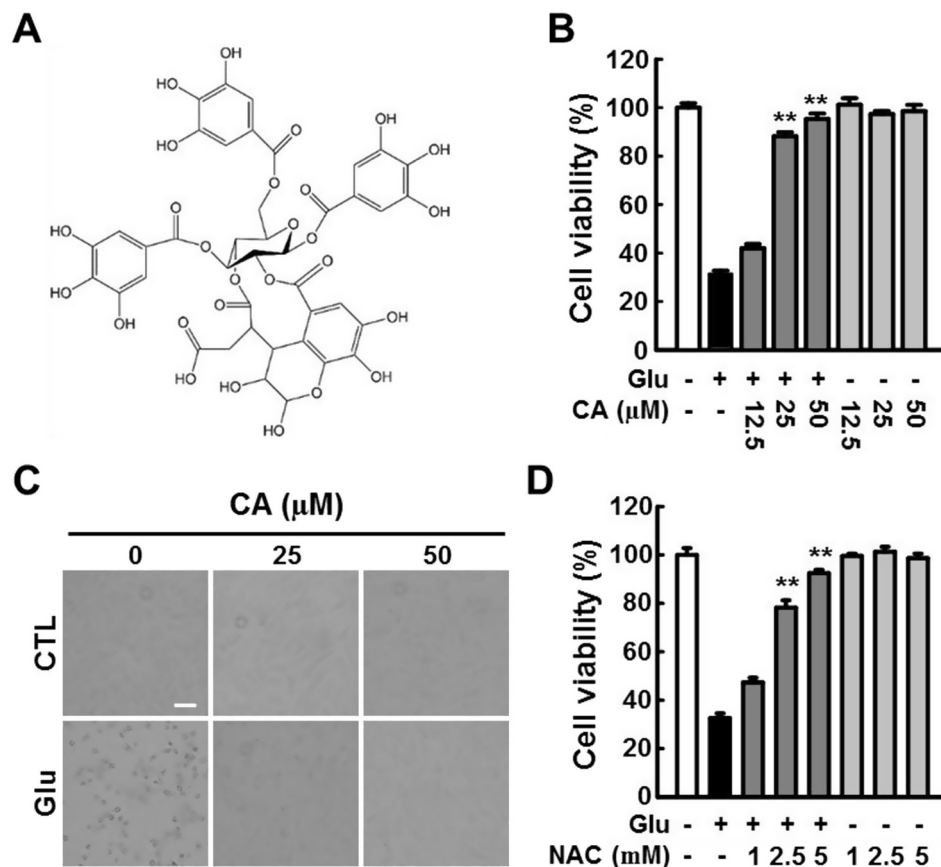 A
OH
HO
OH
HO
OH
O
OH
HO
O
O
OH
O
O
O
OH
HO
O
O
O
HO
O
O
O
O
OH
OH
O
HO
HO
O
OH
HO
B
Cell viability (%)
120
100
80
60
40
20
0
** **
Glu - + + + + - - -
CA (μM) - - 12.5 25 50 12.5 25 50
C
CA (μM)
0 25 50
CTL
Glu
D
Cell viability (%)
120
100
80
60
40
20
0
** **
Glu - + + + + - - -
NAC (mM) - - 1 2.5 5 1 2.5 5